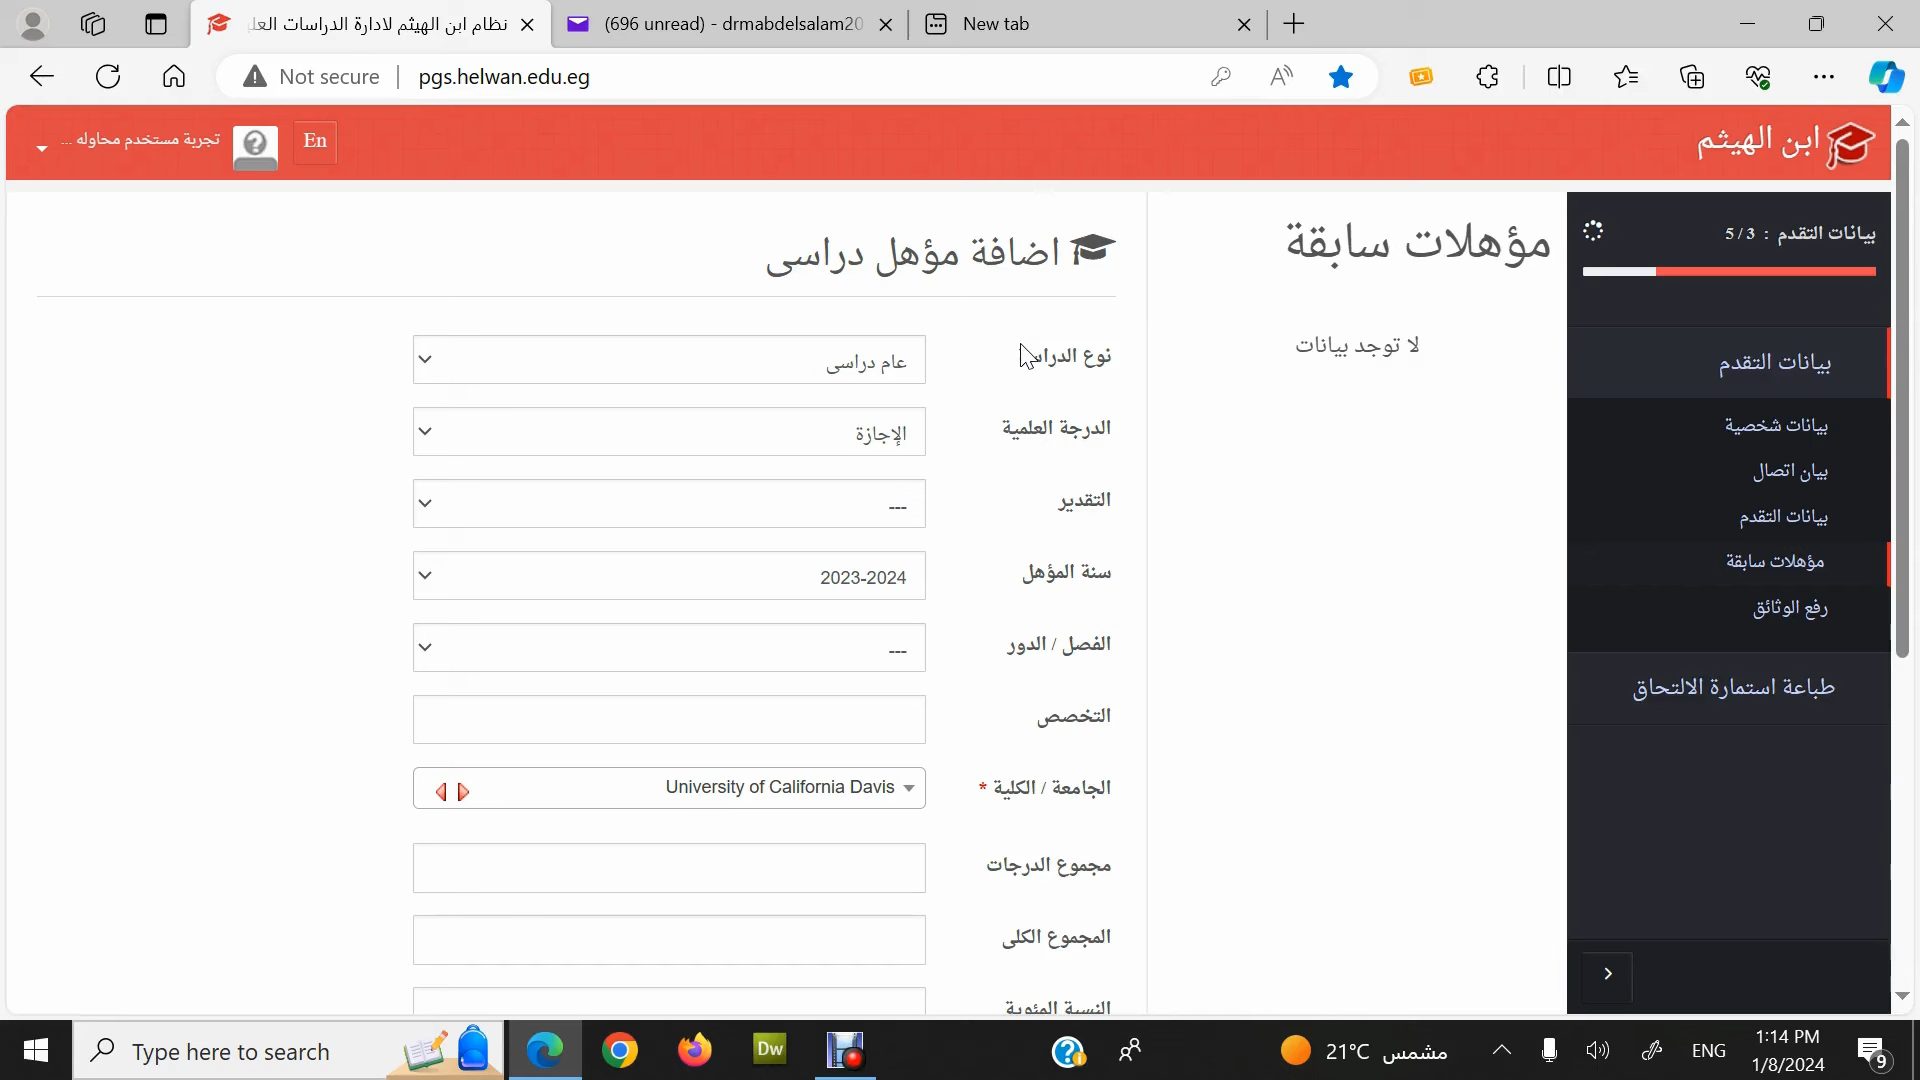 نظام ابن الهيثم لادارة الدراسات العل
(696 unread) - drmabdelsalam20
New tab
Not secure
pgs.helwan.edu.eg
ابن الهيثم
En
تجربة مستخدم محاوله ...
بيانات التقدم : 5/3
بيانات التقدم
بيانات شخصية
بيان اتصال
بيانات التقدم
مؤهلات سابقة
رفع الوثائق
طباعة استمارة الالتحاق
مؤهلات سابقة
لا توجد بيانات
اضافة مؤهل دراسى
نوع الدراسة
عام دراسى
الدرجة العلمية
الإجازة
التقدير
---
سنة المؤهل
2023-2024
الفصل / الدور
---
التخصص
الجامعة / الكلية *
University of California Davis
مجموع الدرجات
المجموع الكلى
النسبة المئوية
Type here to search
Dw
21°C مشمس
ENG
1:14 PM
1/8/2024
9